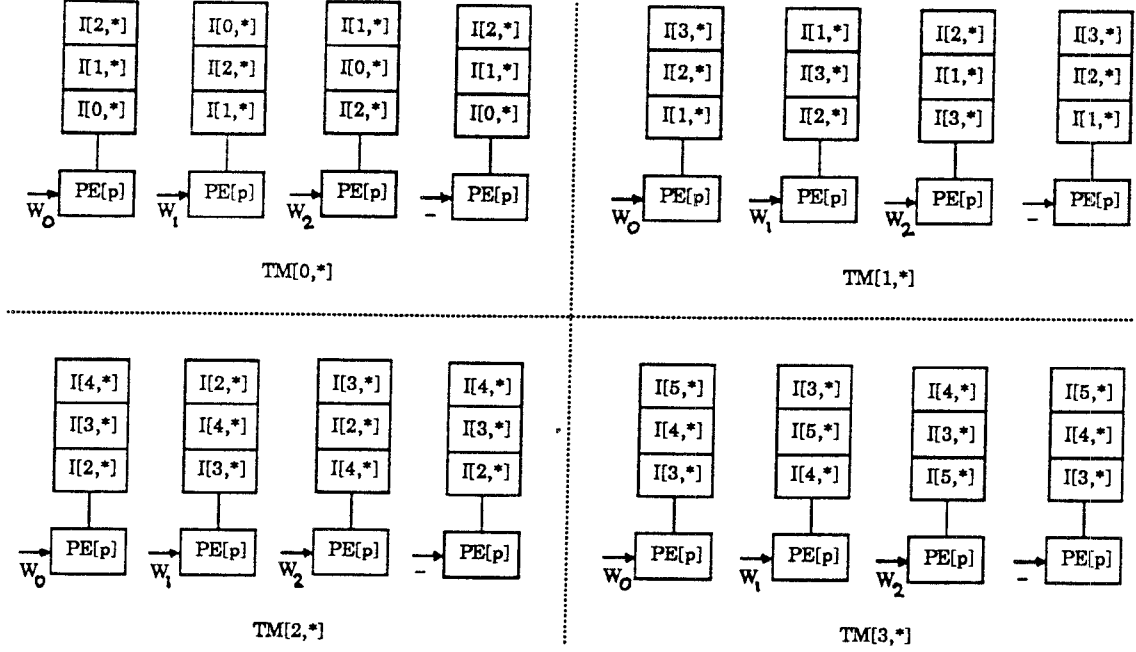 I[2,*] I[0,*] I[1,*] I[2,*]
I[1,*] I[2,*] I[0,*] I[1,*]
I[0,*] I[1,*] I[2,*] I[0,*]
PE[p] PE[p] PE[p] PE[p]
W0 W1 W2 -
TM[0,*]
I[3,*] I[1,*] I[2,*] I[3,*]
I[2,*] I[3,*] I[1,*] I[2,*]
I[1,*] I[2,*] I[3,*] I[1,*]
PE[p] PE[p] PE[p] PE[p]
W0 W1 W2 -
TM[1,*]
I[4,*] I[2,*] I[3,*] I[4,*]
I[3,*] I[4,*] I[2,*] I[3,*]
I[2,*] I[3,*] I[4,*] I[2,*]
PE[p] PE[p] PE[p] PE[p]
W0 W1 W2 -
TM[2,*]
I[5,*] I[3,*] I[4,*] I[5,*]
I[4,*] I[5,*] I[3,*] I[4,*]
I[3,*] I[4,*] I[5,*] I[3,*]
PE[p] PE[p] PE[p] PE[p]
W0 W1 W2 -
TM[3,*]